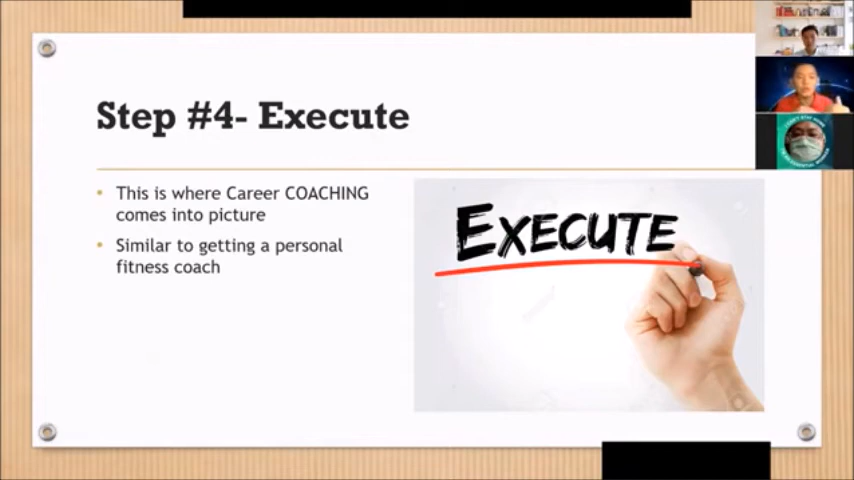 Step #4- Execute
• This is where Career COACHING
comes into picture
• Similar to getting a personal
fitness coach
EXECUTE